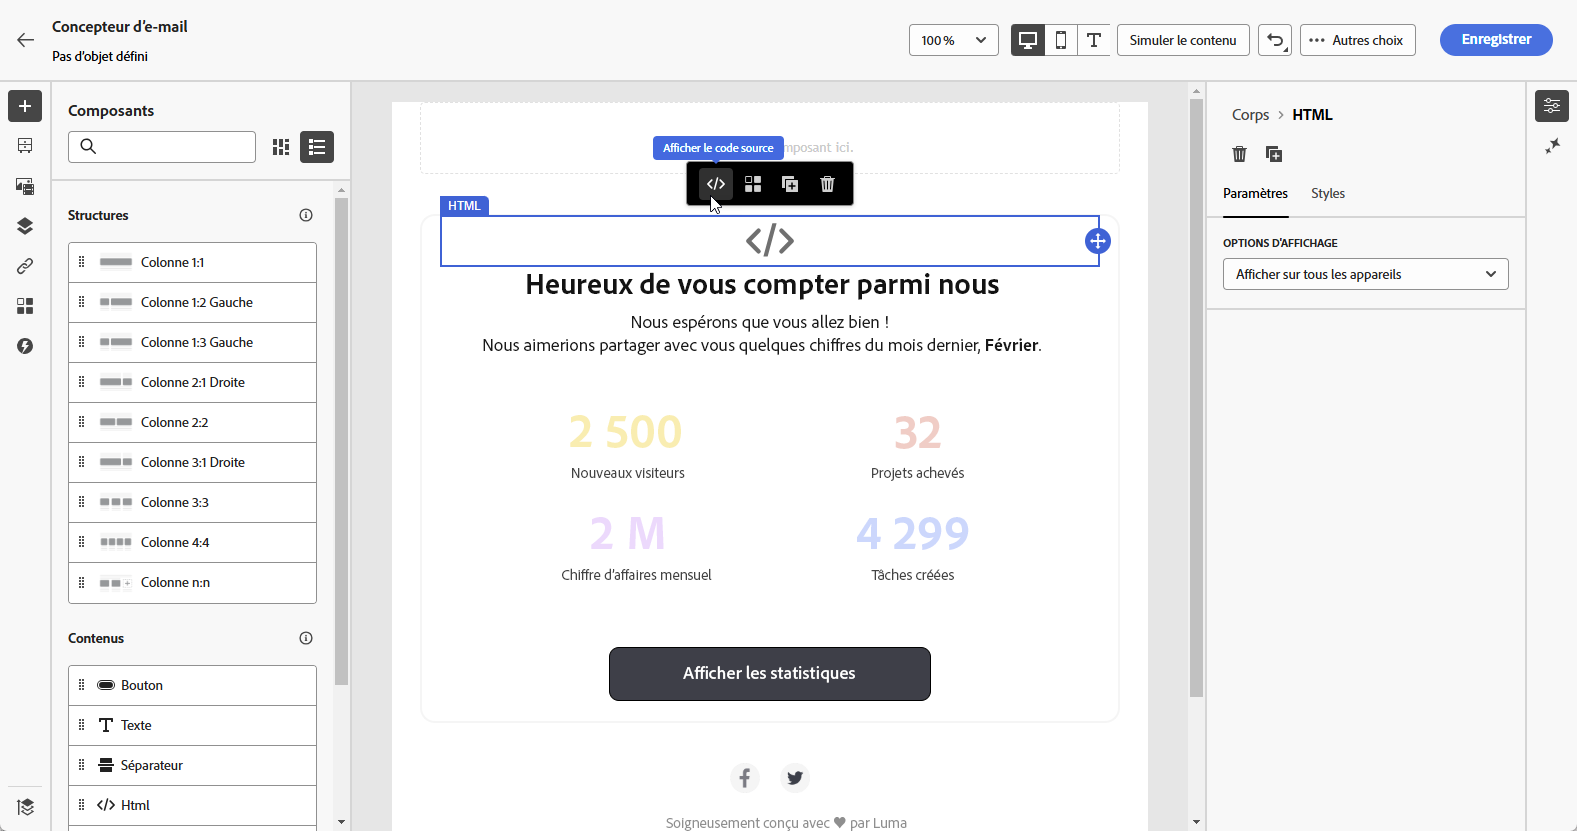 Concepteur d'e-mail
Pas d'objet défini
100 %
Simuler le contenu
Autres choix
Enregistrer
Composants
Structures
Colonne 1:1
Colonne 1:2 Gauche
Colonne 1:3 Gauche
Colonne 2:1 Droite
Colonne 2:2
Colonne 3:1 Droite
Colonne 3:3
Colonne 4:4
Colonne n:n
Contenus
Bouton
Texte
Séparateur
Html
Afficher le code source
ici.
HTML
Heureux de vous compter parmi nous
Nous espérons que vous allez bien !
Nous aimerions partager avec vous quelques chiffres du mois dernier, Février.
2 500
32
Nouveaux visiteurs
Projets achevés
2 M
4 299
Chiffre d'affaires mensuel
Tâches créées
Afficher les statistiques
Soigneusement conçu avec ♥ par Luma
Corps > HTML
Paramètres
Styles
OPTIONS D'AFFICHAGE
Afficher sur tous les appareils